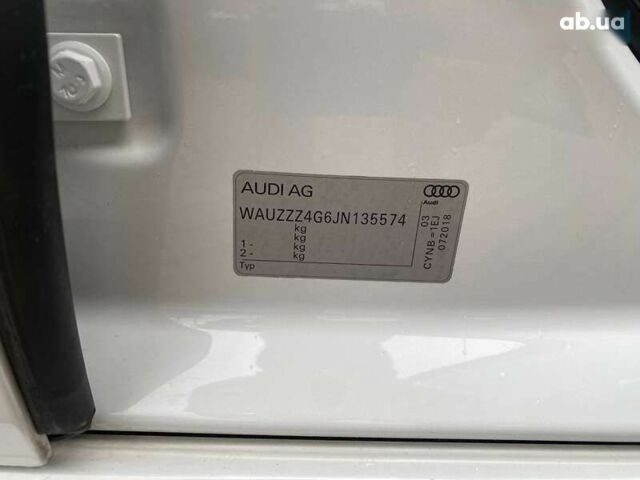 ab.ua
AUDI AG
Audi
WAUZZZ4G6JN135574
kg
kg
1 - kg
2 - kg
Typ
03
CYNB=1EJ
072018